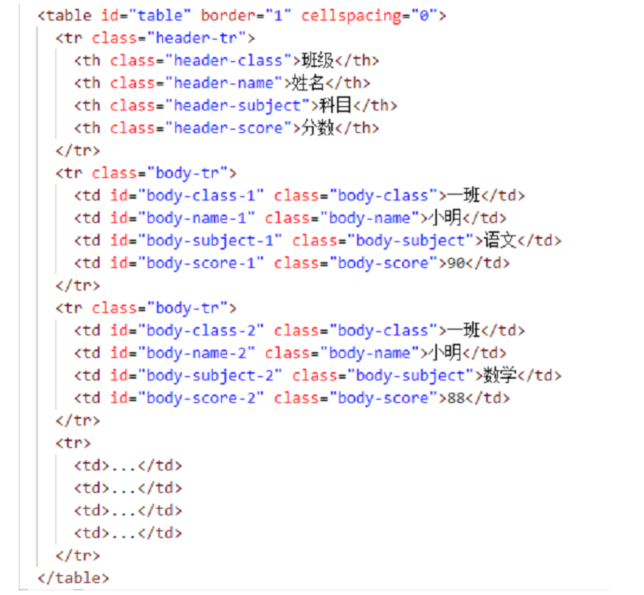 <table id="table" border="1" cellspacing="0">
<tr class="header-tr">
<th class="header-class">班级</th>
<th class="header-name">姓名</th>
<th class="header-subject">科目</th>
<th class="header-score">分数</th>
</tr>
<tr class="body-tr">
<td id="body-class-1" class="body-class">一班</td>
<td id="body-name-1" class="body-name">小明</td>
<td id="body-subject-1" class="body-subject">语文</td>
<td id="body-score-1" class="body-score">90</td>
</tr>
<tr class="body-tr">
<td id="body-class-2" class="body-class">一班</td>
<td id="body-name-2" class="body-name">小明</td>
<td id="body-subject-2" class="body-subject">数学</td>
<td id="body-score-2" class="body-score">88</td>
</tr>
<tr>
<td>...</td>
<td>...</td>
<td>...</td>
<td>...</td>
</tr>
</table>